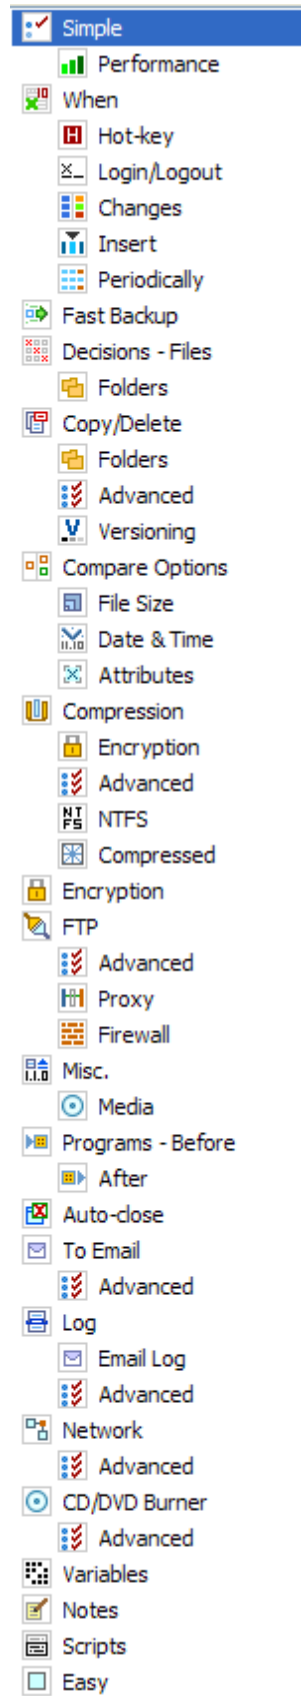 Simple
Performance
When
Hot-key
Login/Logout
Changes
Insert
Periodically
Fast Backup
Decisions - Files
Folders
Copy/Delete
Folders
Advanced
Versioning
Compare Options
File Size
Date & Time
Attributes
Compression
Encryption
Advanced
NTFS
Compressed
Encryption
FTP
Advanced
Proxy
Firewall
Misc.
Media
Programs - Before
After
Auto-close
To Email
Advanced
Log
Email Log
Advanced
Network
Advanced
CD/DVD Burner
Advanced
Variables
Notes
Scripts
Easy